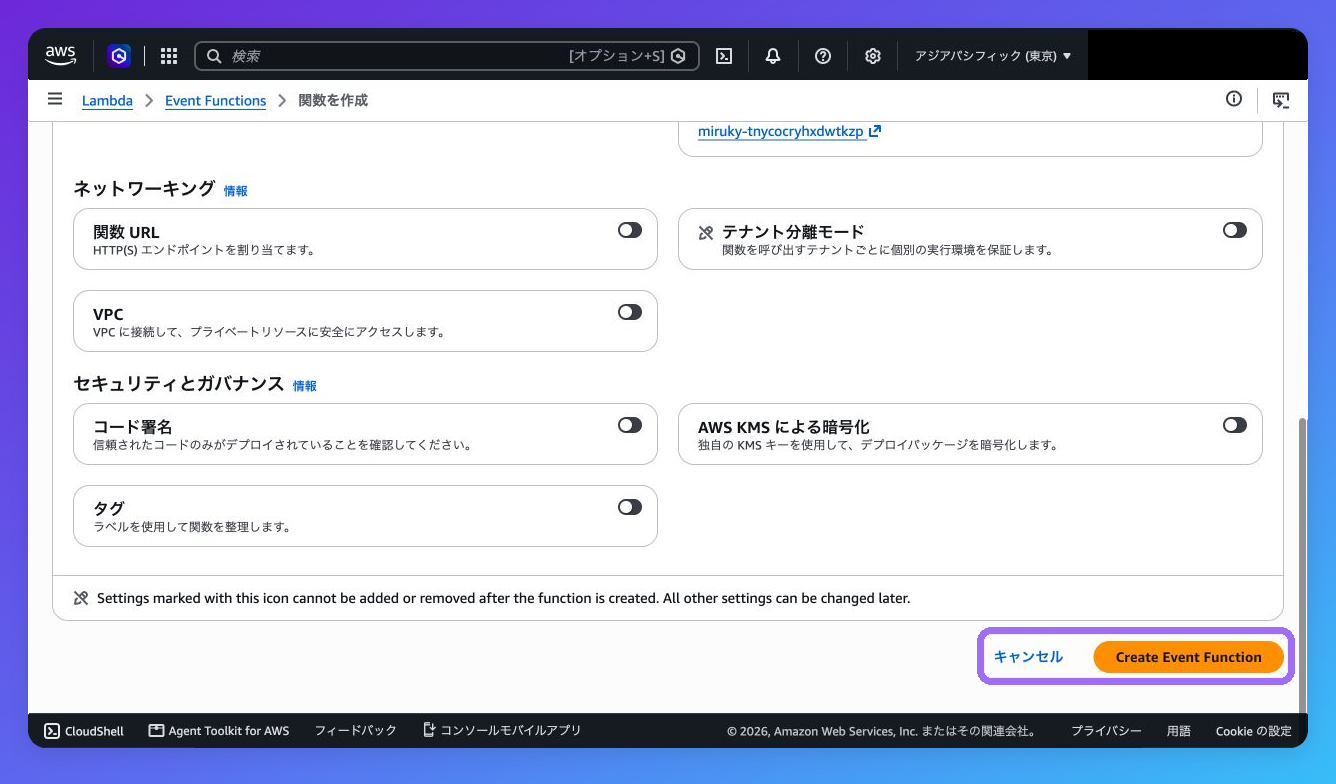 aws
検索 [オプション+S]
アジアパシフィック (東京) ▼
Lambda > Event Functions > 関数を作成
miruky-tnycocryhxdwtkzp
ネットワーキング 情報
関数 URL
HTTP(S) エンドポイントを割り当てます。
テナント分離モード
関数を呼び出すテナントごとに個別の実行環境を保証します。
VPC
VPC に接続して、プライベートリソースに安全にアクセスします。
セキュリティとガバナンス 情報
コード署名
信頼されたコードのみがデプロイされていることを確認してください。
AWS KMS による暗号化
独自の KMS キーを使用して、デプロイパッケージを暗号化します。
タグ
ラベルを使用して関数を整理します。
Settings marked with this icon cannot be added or removed after the function is created. All other settings can be changed later.
キャンセル Create Event Function
CloudShell Agent Toolkit for AWS フィードバック コンソールモバイルアプリ © 2026, Amazon Web Services, Inc. またはその関連会社。 プライバシー 用語 Cookie の設定